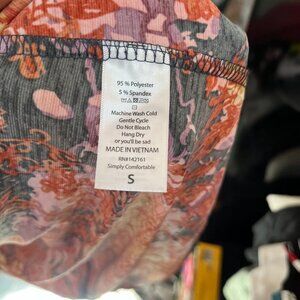 95 % Polyester
5 % Spandex
Machine Wash Cold
Gentle Cycle
Do Not Bleach
Hang Dry
or you'll be sad
MADE IN VIETNAM
RN#142161
Simply Comfortable
S